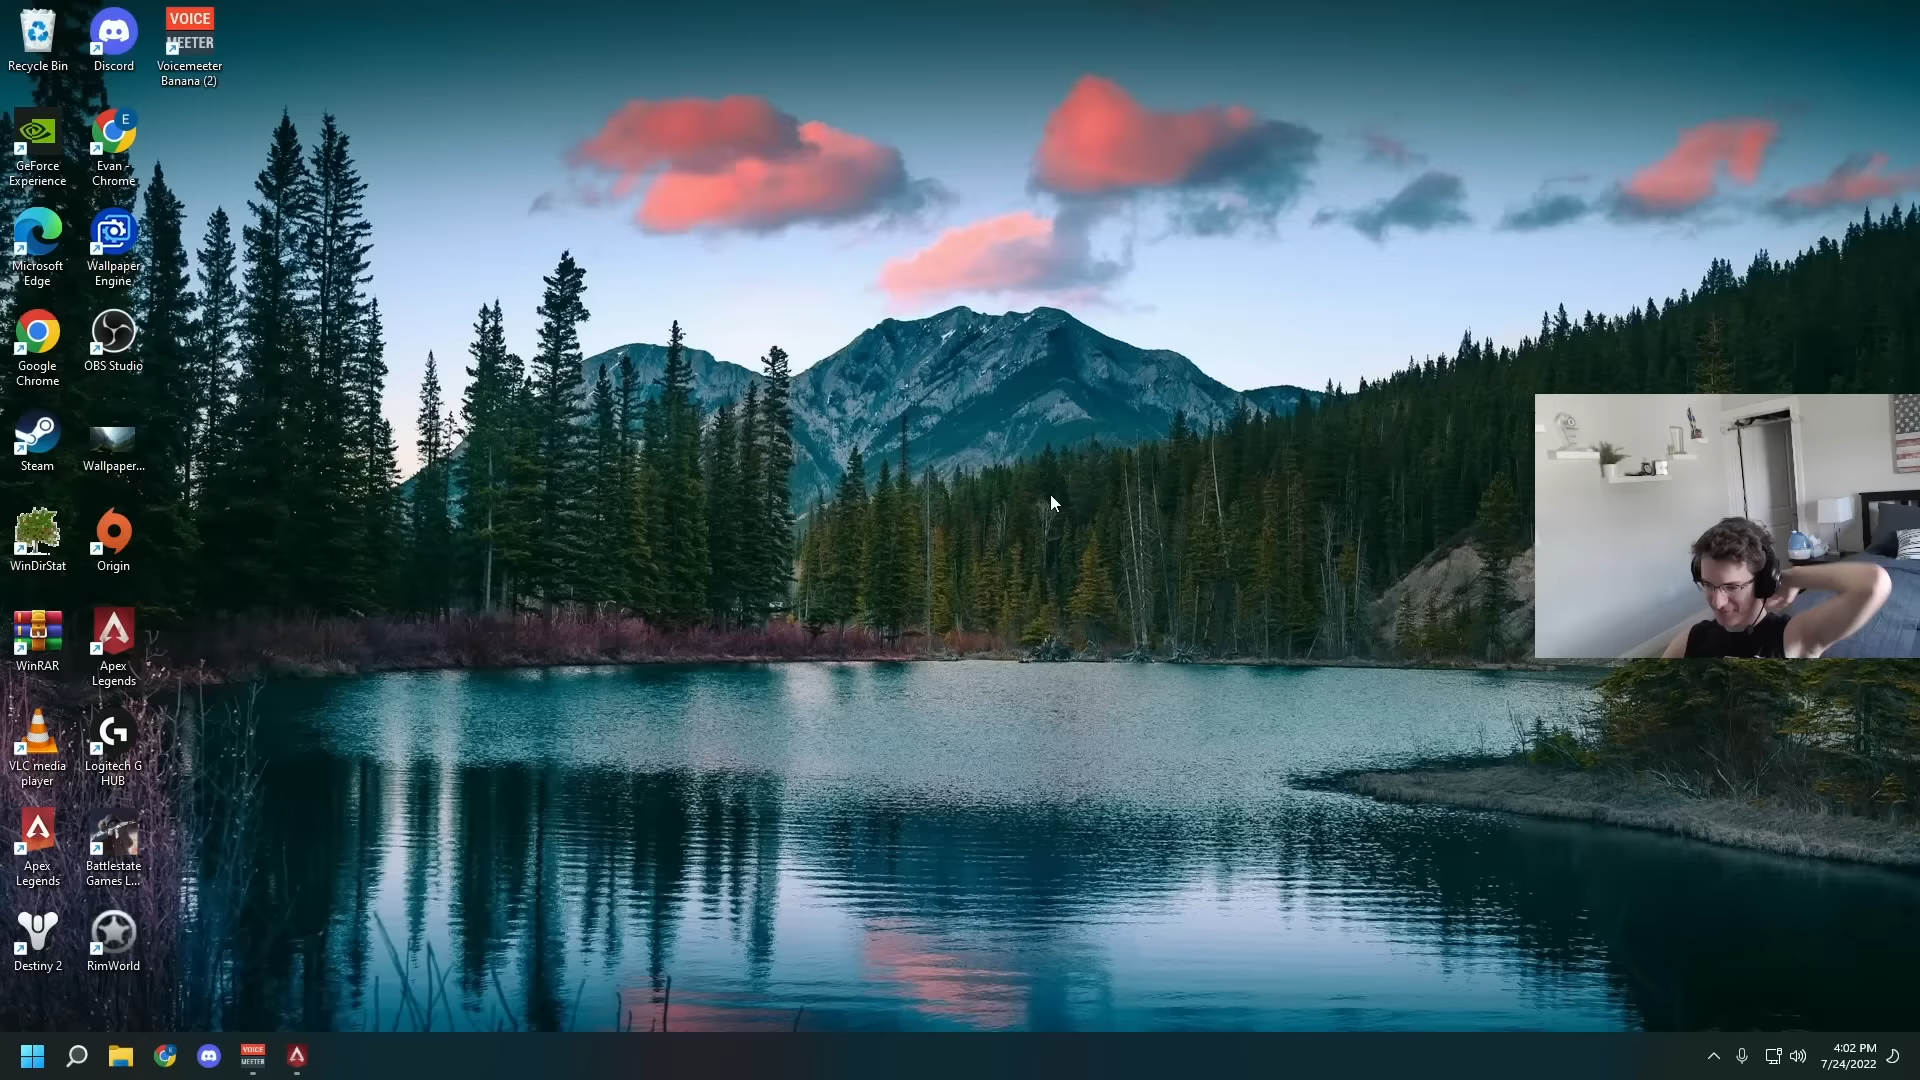 Recycle Bin
Discord
VOICE
MEETER
Voicemeeter
Banana (2)
GeForce
Experience
E
Evan -
Chrome
Microsoft
Edge
Wallpaper
Engine
Google
Chrome
OBS Studio
Steam
Wallpaper...
WinDirStat
Origin
WinRAR
Apex
Legends
VLC media
player
Logitech G
HUB
Apex
Legends
Battlestate
Games L...
Destiny 2
RimWorld
VOICE
MEETER
4:02 PM
7/24/2022